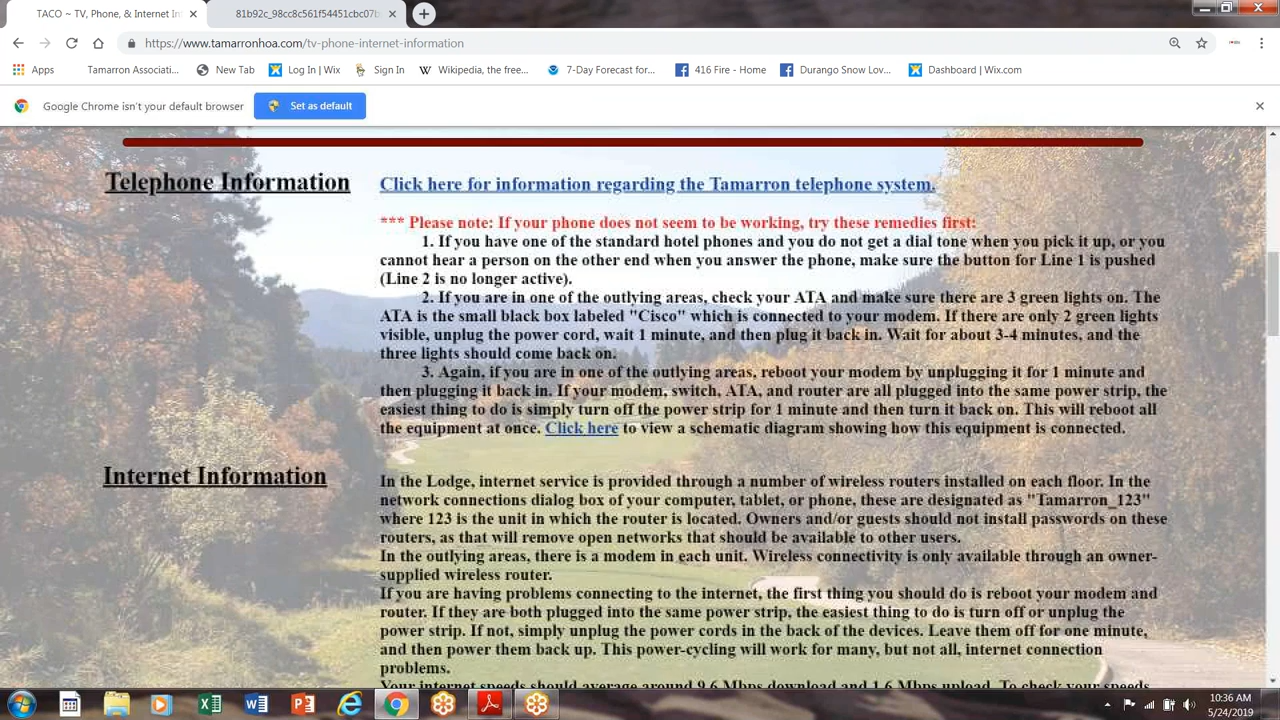 TACO ~ TV, Phone, & Internet In
81b92c_98cc8c561f54451cbc07b
https://www.tamarronhoa.com/tv-phone-internet-information
Apps
Tamarron Associati...
New Tab
Log In | Wix
Sign In
Wikipedia, the free...
7-Day Forecast for...
416 Fire - Home
Durango Snow Lov...
Dashboard | Wix.com
Google Chrome isn't your default browser
Set as default
Telephone Information
Click here for information regarding the Tamarron telephone system.
*** Please note: If your phone does not seem to be working, try these remedies first:
1. If you have one of the standard hotel phones and you do not get a dial tone when you pick it up, or you
cannot hear a person on the other end when you answer the phone, make sure the button for Line 1 is pushed
(Line 2 is no longer active).
2. If you are in one of the outlying areas, check your ATA and make sure there are 3 green lights on. The
ATA is the small black box labeled "Cisco" which is connected to your modem. If there are only 2 green lights
visible, unplug the power cord, wait 1 minute, and then plug it back in. Wait for about 3-4 minutes, and the
three lights should come back on.
3. Again, if you are in one of the outlying areas, reboot your modem by unplugging it for 1 minute and
then plugging it back in. If your modem, switch, ATA, and router are all plugged into the same power strip, the
easiest thing to do is simply turn off the power strip for 1 minute and then turn it back on. This will reboot all
the equipment at once. Click here to view a schematic diagram showing how this equipment is connected.
Internet Information
In the Lodge, internet service is provided through a number of wireless routers installed on each floor. In the
network connections dialog box of your computer, tablet, or phone, these are designated as "Tamarron_123"
where 123 is the unit in which the router is located. Owners and/or guests should not install passwords on these
routers, as that will remove open networks that should be available to other users.
In the outlying areas, there is a modem in each unit. Wireless connectivity is only available through an owner-
supplied wireless router.
If you are having problems connecting to the internet, the first thing you should do is reboot your modem and
router. If they are both plugged into the same power strip, the easiest thing to do is turn off or unplug the
power strip. If not, simply unplug the power cords in the back of the devices. Leave them off for one minute,
and then power them back up. This power-cycling will work for many, but not all, internet connection
problems.
Your internet speeds should average around 9.6 Mbps download and 1.6 Mbps upload. To check your speeds
10:36 AM
5/24/2019